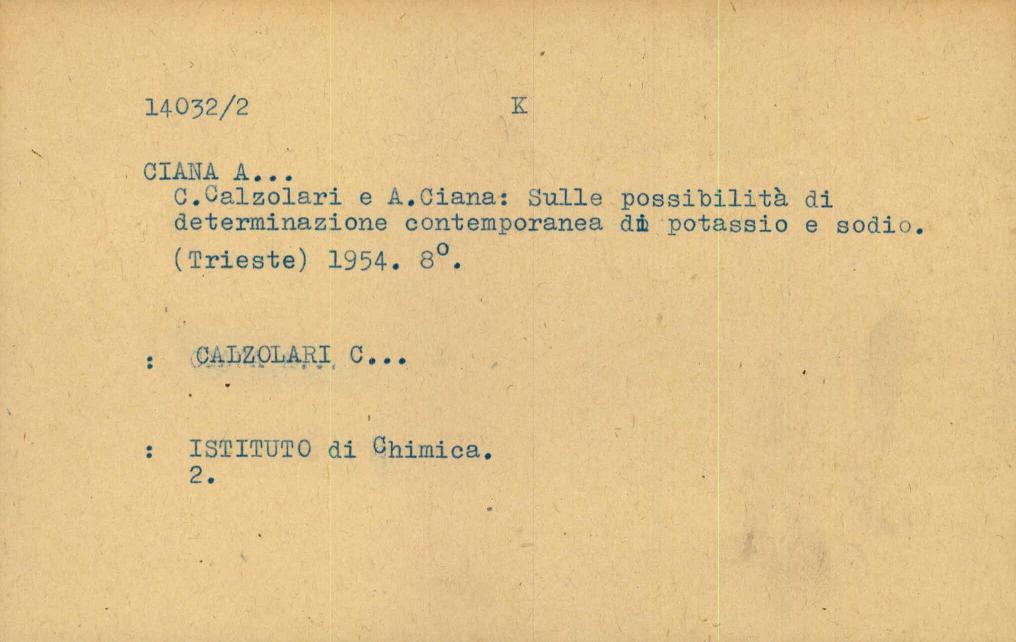 14032/2 K
CIANA A...
C.Calzolari e A.Ciana: Sulle possibilità di
determinazione contemporanea di potassio e sodio.
(Trieste) 1954. 8°.
: CALZOLARI C...
: ISTITUTO di Chimica.
2.